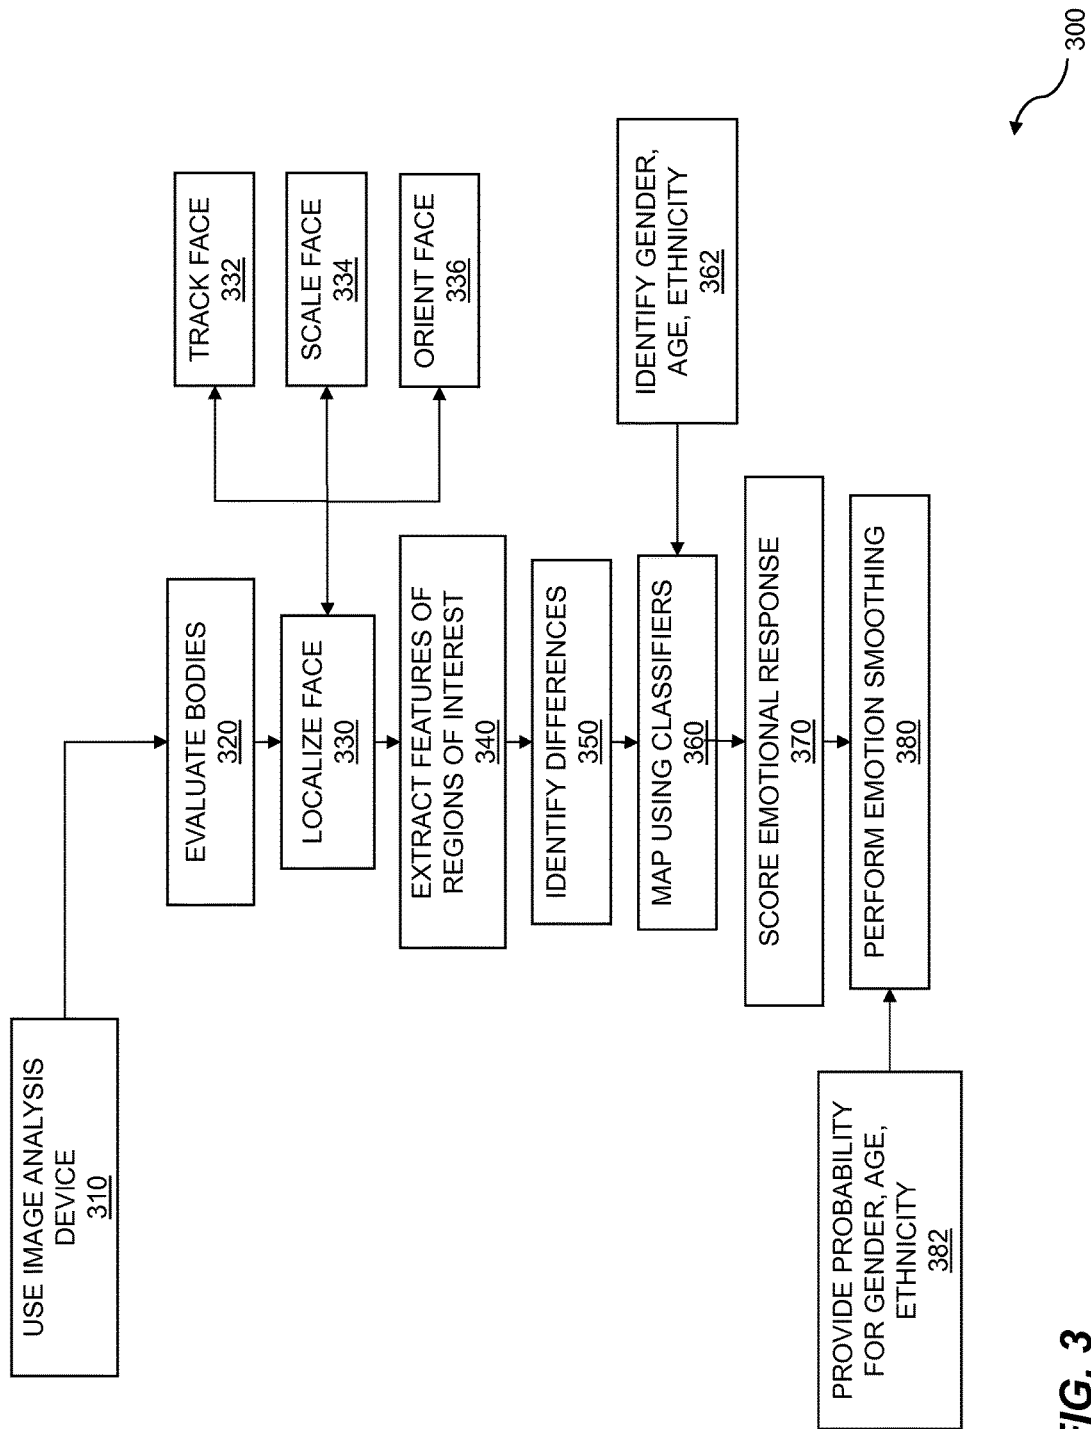 USE IMAGE ANALYSIS
DEVICE
310
EVALUATE BODIES
320
LOCALIZE FACE
330
TRACK FACE
332
SCALE FACE
334
ORIENT FACE
336
EXTRACT FEATURES OF
REGIONS OF INTEREST
340
IDENTIFY DIFFERENCES
350
MAP USING CLASSIFIERS
360
IDENTIFY GENDER,
AGE, ETHNICITY
362
SCORE EMOTIONAL RESPONSE
370
PERFORM EMOTION SMOOTHING
380
PROVIDE PROBABILITY
FOR GENDER, AGE,
ETHNICITY
382
300
FIG. 3